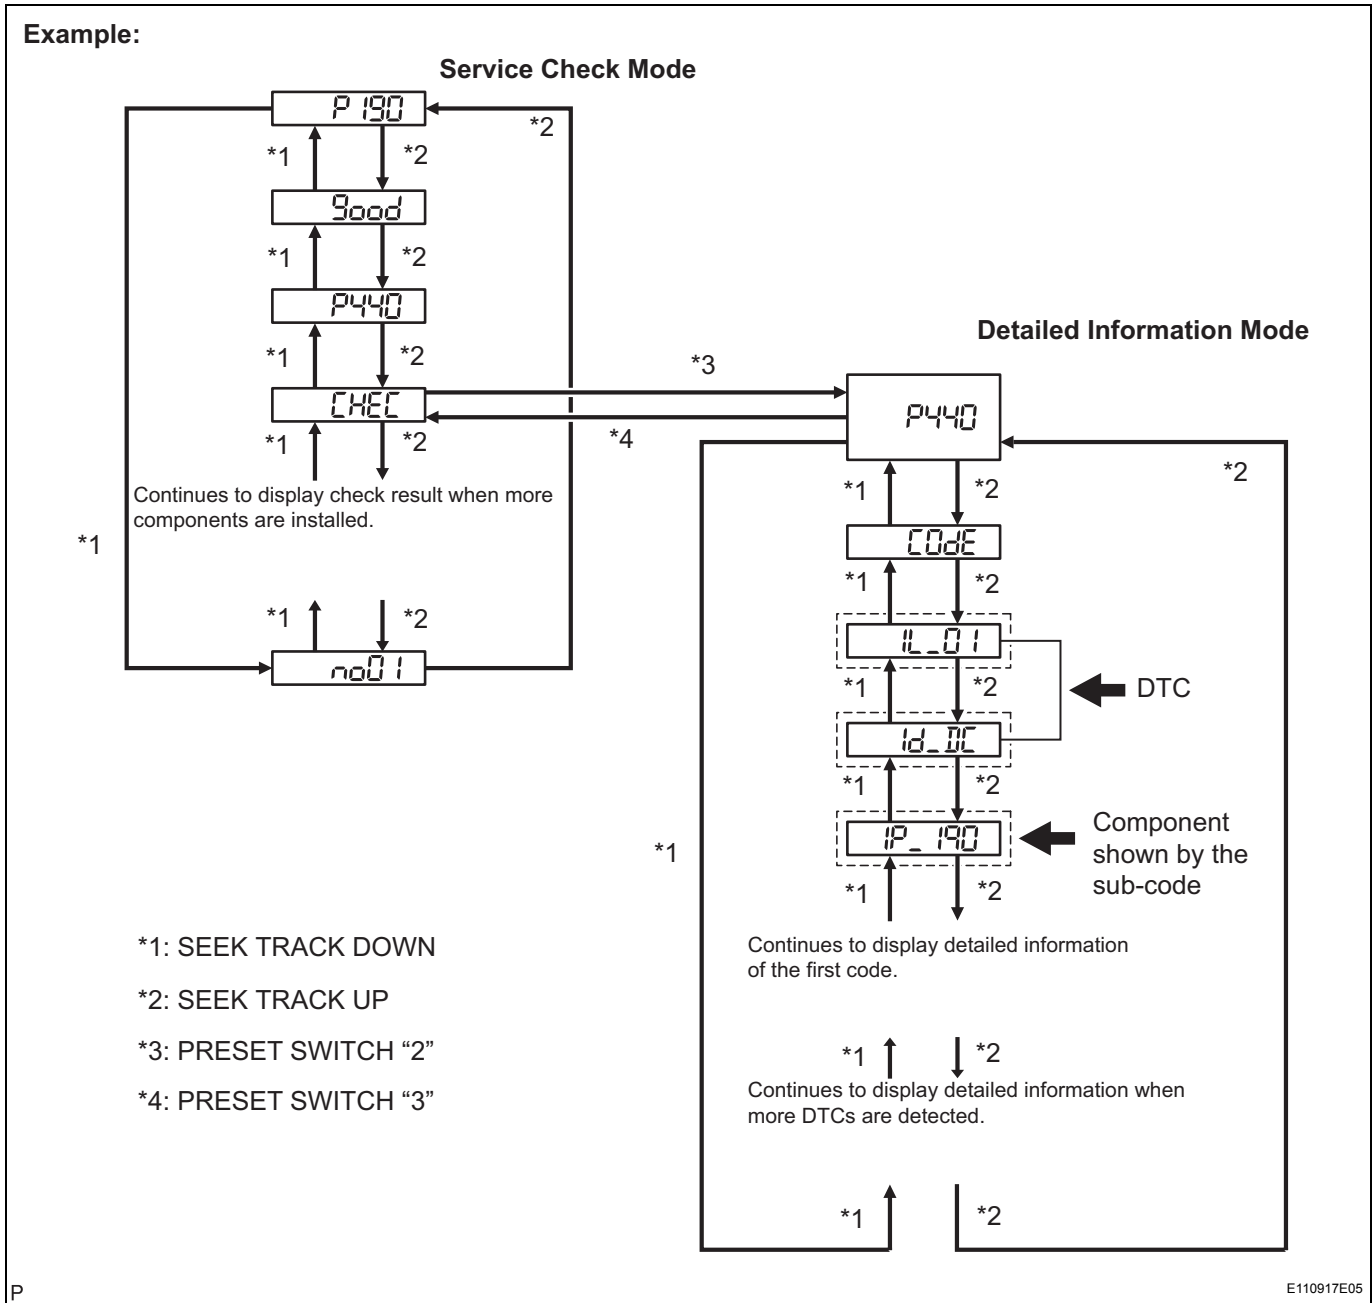 Example:
Service Check Mode
P190
*2
*1
*2
good
*1
*2
P440
*1
*2
CHEC
*1
*2
Continues to display check result when more
components are installed.
*1
*1
*2
no01
*3
*4
Detailed Information Mode
P440
*2
*1
*2
COdE
*1
*2
1L_01
*1
*2
DTC
1d_DC
*1
*2
1P_190
Component
shown by the
sub-code
*1
*1
*2
Continues to display detailed information
of the first code.
*1
*2
Continues to display detailed information when
more DTCs are detected.
*1
*2
*1: SEEK TRACK DOWN
*2: SEEK TRACK UP
*3: PRESET SWITCH “2”
*4: PRESET SWITCH “3”
P
E110917E05